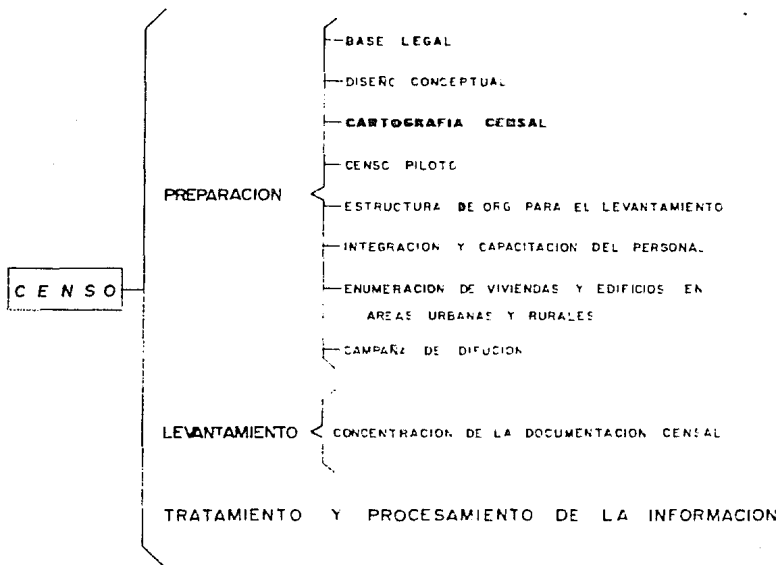 BASE LEGAL
DISEÑO CONCEPTUAL
CARTOGRAFIA CENSAL
CENSO PILOTO
PREPARACION
ESTRUCTURA DE ORG PARA EL LEVANTAMIENTO
INTEGRACION Y CAPACITACION DEL PERSONAL
CENSO
ENUMERACION DE VIVIENDAS Y EDIFICIOS EN
AREAS URBANAS Y RURALES
CAMPAÑA DE DIFUCION
LEVANTAMIENTO
CONCENTRACION DE LA DOCUMENTACION CENSAL
TRATAMIENTO Y PROCESAMIENTO DE LA INFORMACION